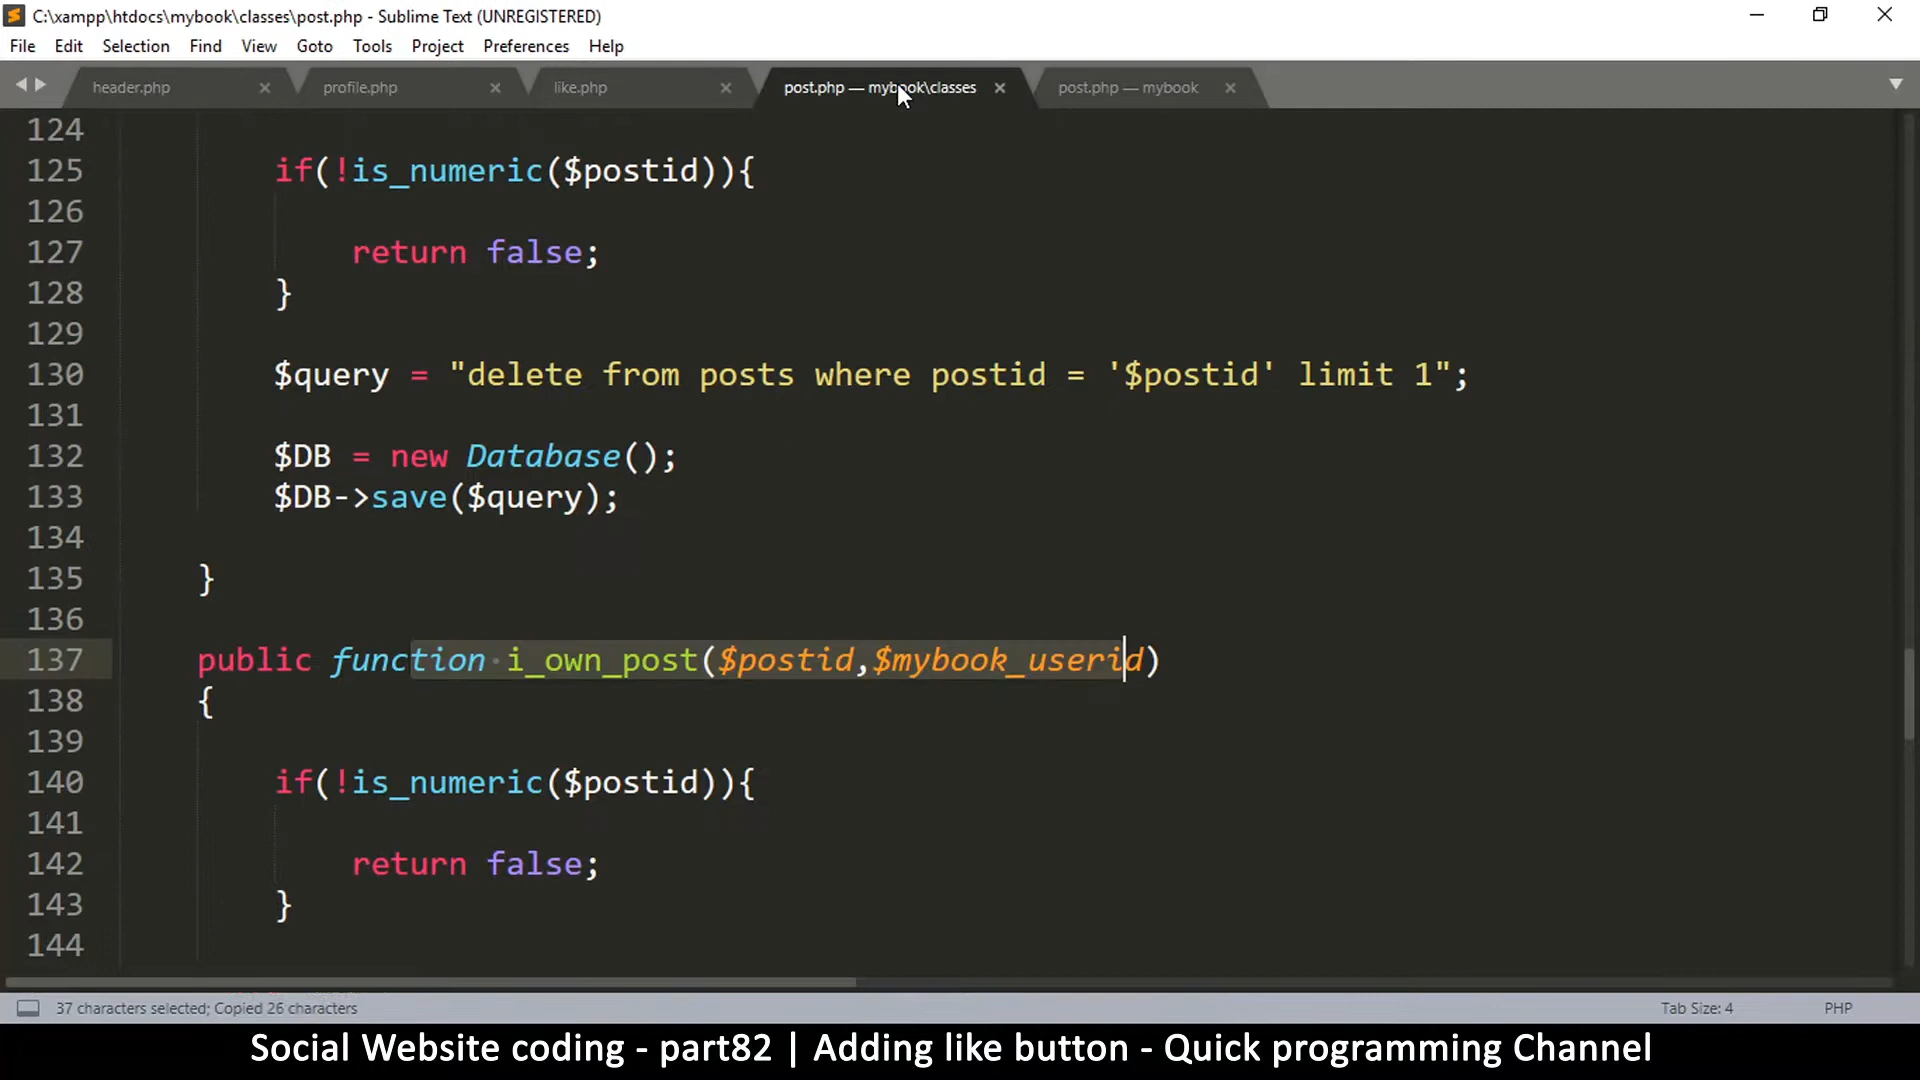 C:\xampp\htdocs\mybook\classes\post.php - Sublime Text (UNREGISTERED)
File Edit Selection Find View Goto Tools Project Preferences Help
header.php profile.php like.php post.php — mybook\classes post.php — mybook
124
125 if(!is_numeric($postid)){
126
127 return false;
128 }
129
130 $query = "delete from posts where postid = '$postid' limit 1";
131
132 $DB = new Database();
133 $DB->save($query);
134
135 }
136
137 public function i_own_post($postid,$mybook_userid)
138 {
139
140 if(!is_numeric($postid)){
141
142 return false;
143 }
144
37 characters selected; Copied 26 characters Tab Size: 4 PHP
Social Website coding - part82 | Adding like button - Quick programming Channel